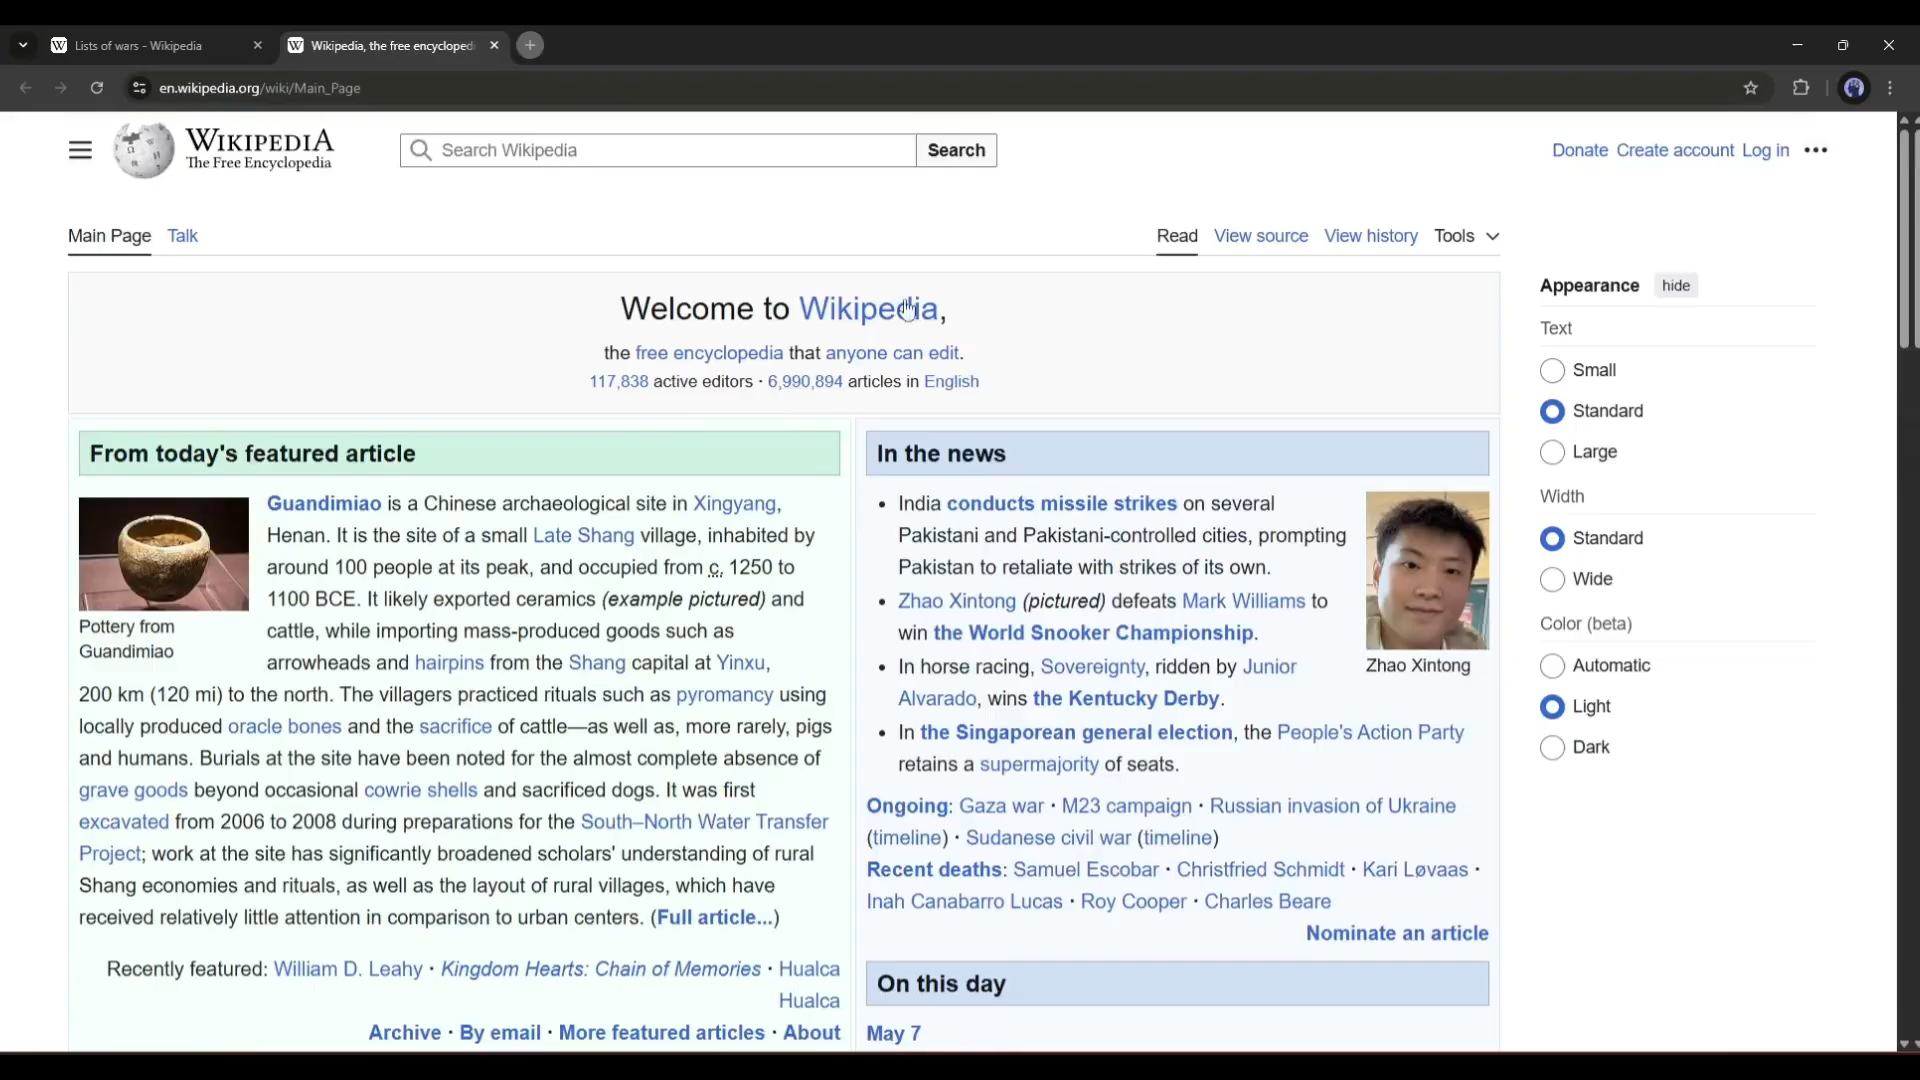 Lists of wars - Wikipedia
Wikipedia, the free encycloped
en.wikipedia.org/wiki/Main_Page
WIKIPEDIA
The Free Encyclopedia
Search Wikipedia
Search
Donate Create account Log in
Main Page Talk
Read View source View history Tools
Welcome to Wikipedia,
the free encyclopedia that anyone can edit.
117,838 active editors · 6,990,894 articles in English
From today's featured article
Guandimiao is a Chinese archaeological site in Xingyang,
Henan. It is the site of a small Late Shang village, inhabited by
around 100 people at its peak, and occupied from c. 1250 to
1100 BCE. It likely exported ceramics (example pictured) and
cattle, while importing mass-produced goods such as
arrowheads and hairpins from the Shang capital at Yinxu,
Pottery from
Guandimiao
200 km (120 mi) to the north. The villagers practiced rituals such as pyromancy using
locally produced oracle bones and the sacrifice of cattle—as well as, more rarely, pigs
and humans. Burials at the site have been noted for the almost complete absence of
grave goods beyond occasional cowrie shells and sacrificed dogs. It was first
excavated from 2006 to 2008 during preparations for the South–North Water Transfer
Project; work at the site has significantly broadened scholars' understanding of rural
Shang economies and rituals, as well as the layout of rural villages, which have
received relatively little attention in comparison to urban centers. (Full article...)
Recently featured: William D. Leahy · Kingdom Hearts: Chain of Memories · Hualca
Hualca
Archive · By email · More featured articles · About
In the news
• India conducts missile strikes on several
Pakistani and Pakistani-controlled cities, prompting
Pakistan to retaliate with strikes of its own.
• Zhao Xintong (pictured) defeats Mark Williams to
win the World Snooker Championship.
• In horse racing, Sovereignty, ridden by Junior
Alvarado, wins the Kentucky Derby.
Zhao Xintong
• In the Singaporean general election, the People's Action Party
retains a supermajority of seats.
Ongoing: Gaza war · M23 campaign · Russian invasion of Ukraine
(timeline) · Sudanese civil war (timeline)
Recent deaths: Samuel Escobar · Christfried Schmidt · Kari Løvaas ·
Inah Canabarro Lucas · Roy Cooper · Charles Beare
Nominate an article
On this day
May 7
Appearance hide
Text
Small
Standard
Large
Width
Standard
Wide
Color (beta)
Automatic
Light
Dark